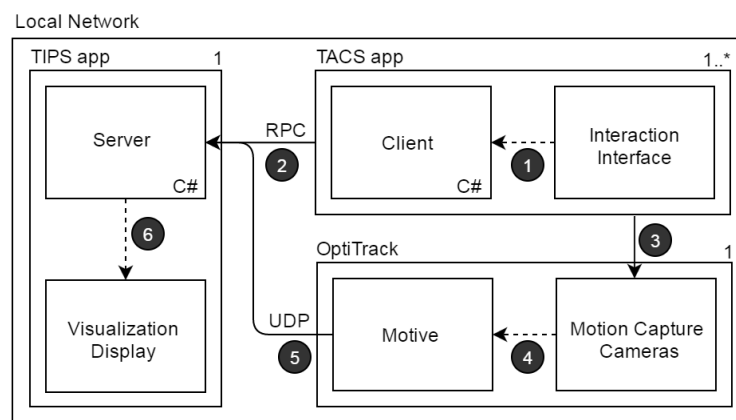 Local Network
TIPS app 1
TACS app 1..*
Server
C#
RPC
2
Client
C#
1
Interaction
Interface
6
3
OptiTrack 1
Visualization
Display
UDP
5
Motive
4
Motion Capture
Cameras